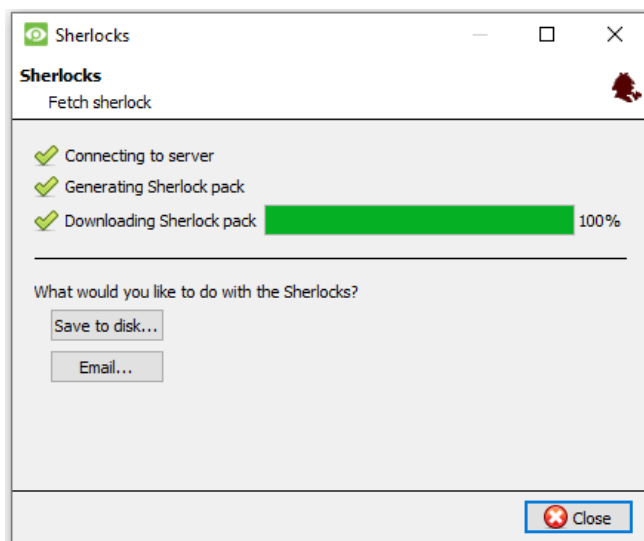 Sherlocks
Sherlocks
Fetch sherlock
Connecting to server
Generating Sherlock pack
Downloading Sherlock pack 100%
What would you like to do with the Sherlocks?
Save to disk...
Email...
Close